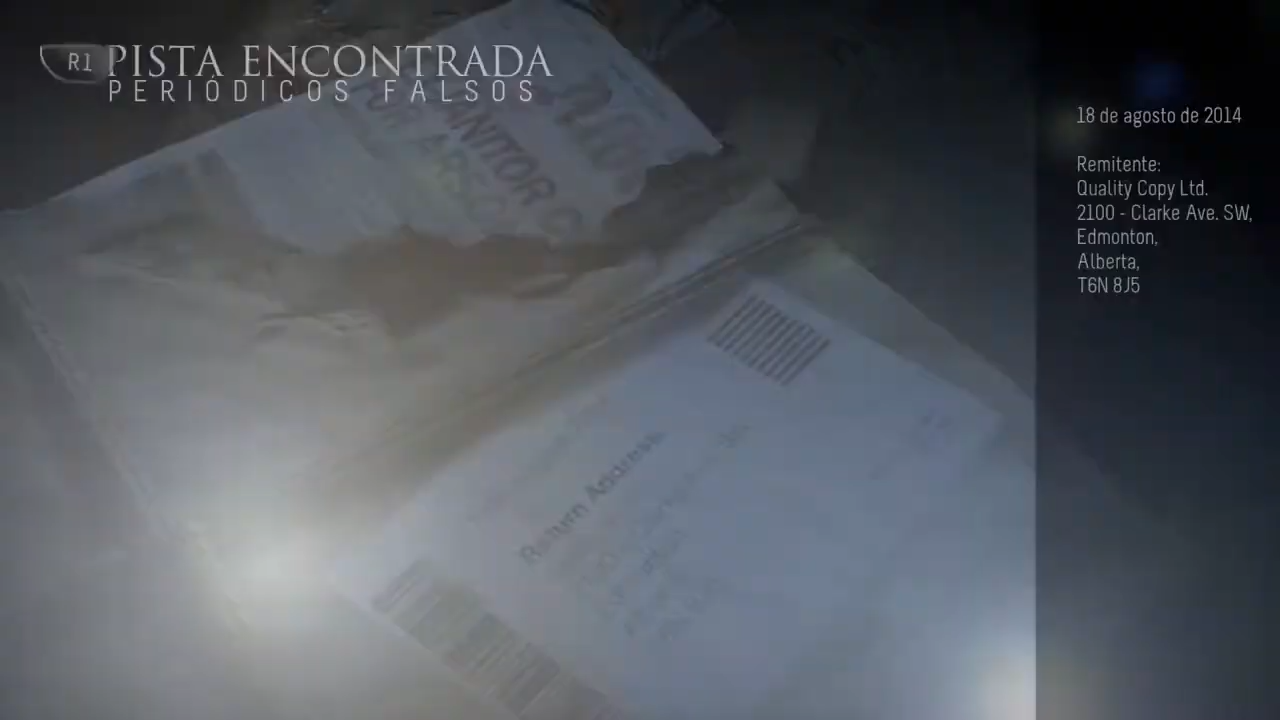 R1 PISTA ENCONTRADA
PERIÓDICOS FALSOS
18 de agosto de 2014
Remitente:
Quality Copy Ltd.
2100 - Clarke Ave. SW,
Edmonton,
Alberta,
T6N 8J5
Return Address